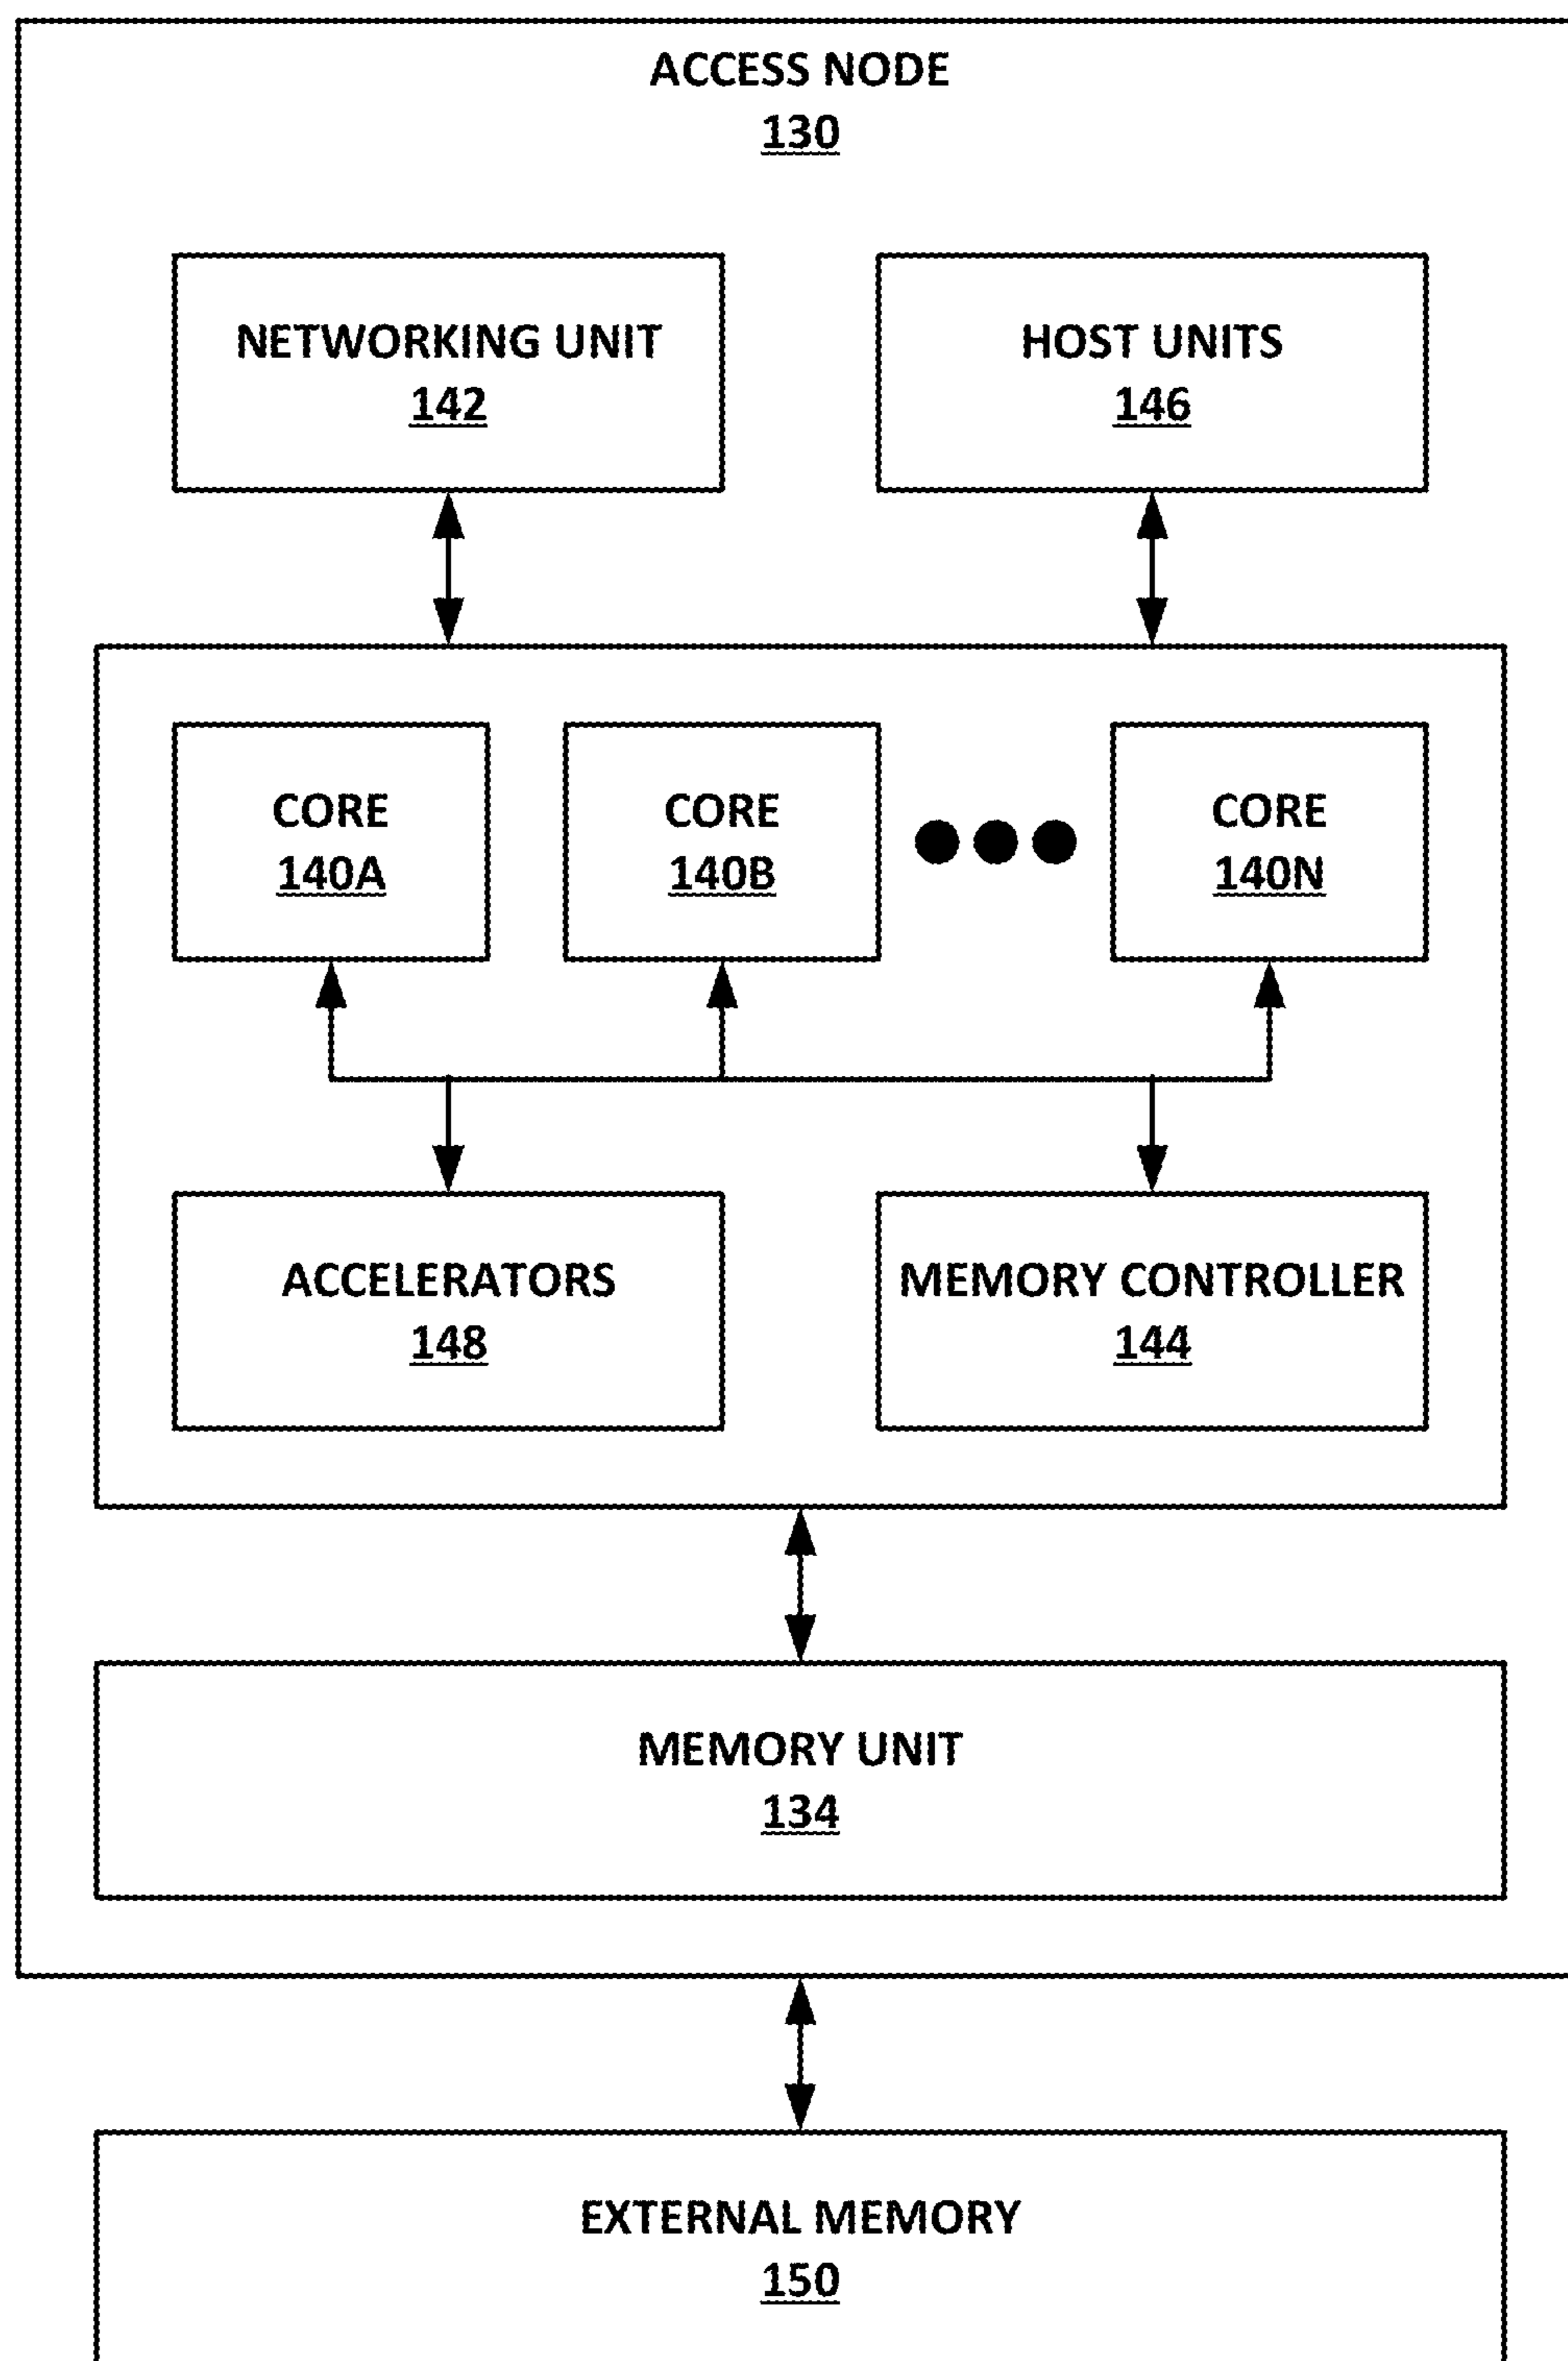 ACCESS NODE
130
NETWORKING UNIT
142
HOST UNITS
146
CORE
140A
CORE
140B
CORE
140N
ACCELERATORS
148
MEMORY CONTROLLER
144
MEMORY UNIT
134
EXTERNAL MEMORY
150